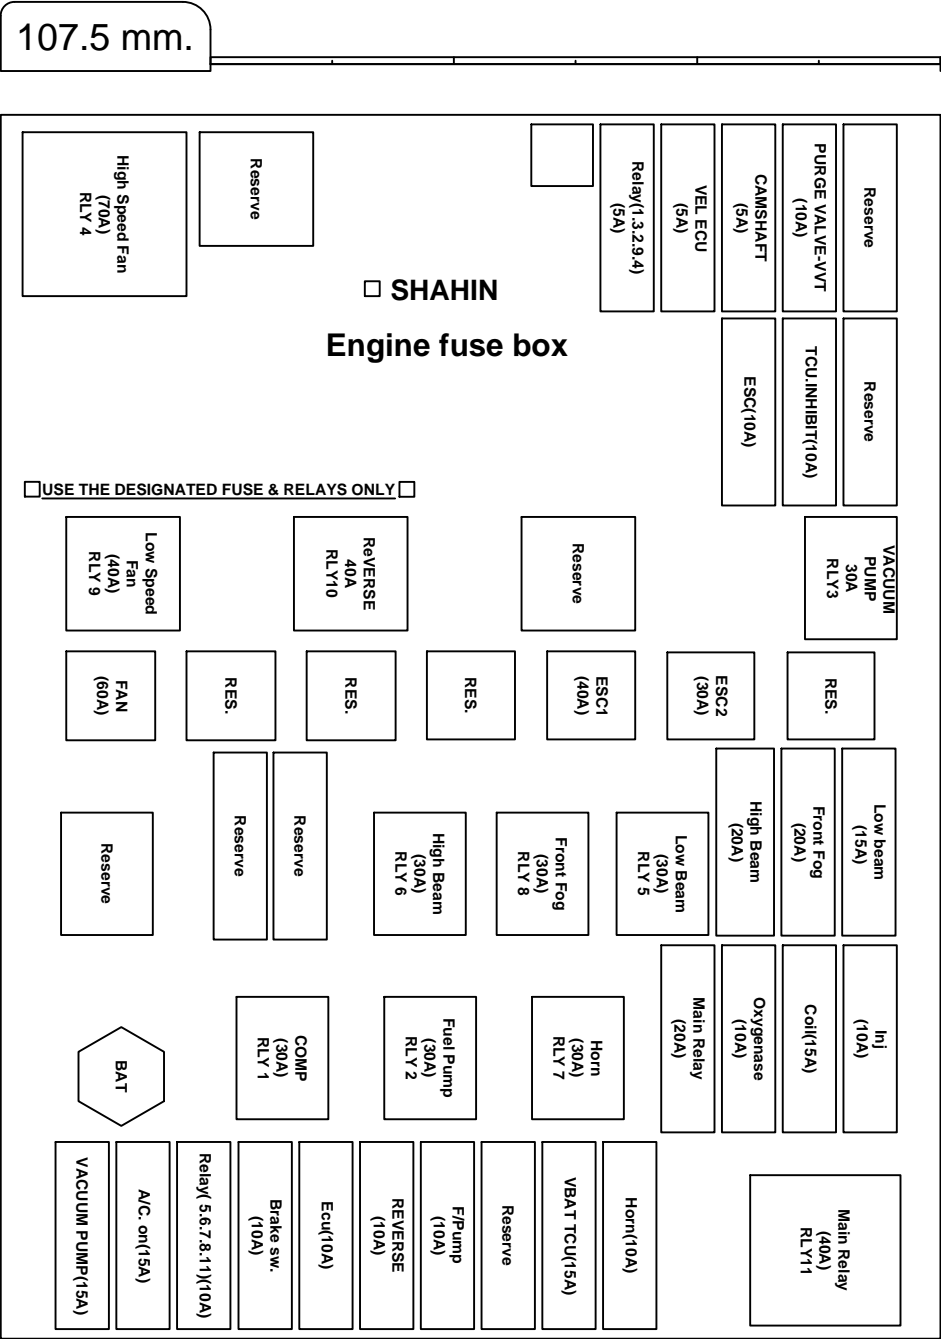 107.5 mm.
High Speed Fan
(70A)
RLY 4
Reserve
Relay(1.3.2.9.4)
(5A)
VEL ECU
(5A)
CAMSHAFT
(5A)
PURGE VALVE-VVT
(10A)
Reserve
SHAHIN
Engine fuse box
ESC(10A)
TCU.INHIBIT(10A)
Reserve
USE THE DESIGNATED FUSE & RELAYS ONLY
Low Speed
Fan
(40A)
RLY 9
ReVERSE
40A
RLY10
Reserve
VACUUM
PUMP
30A
RLY3
FAN
(60A)
RES.
RES.
RES.
ESC1
(40A)
ESC2
(30A)
RES.
Reserve
Reserve
Reserve
High Beam
(30A)
RLY 6
Front Fog
(30A)
RLY 8
Low Beam
(30A)
RLY 5
High Beam
(20A)
Front Fog
(20A)
Low beam
(15A)
BAT
COMP
(30A)
RLY 1
Fuel Pump
(30A)
RLY 2
Horn
(30A)
RLY 7
Main Relay
(20A)
Oxygenase
(10A)
Coil(15A)
Inj
(10A)
VACUUM PUMP(15A)
A/C. on(15A)
Relay( 5.6.7.8.11)(10A)
Brake sw.
(10A)
Ecu(10A)
REVERSE
(10A)
F/Pump
(10A)
Reserve
VBAT TCU(15A)
Horn(10A)
Main Relay
(40A)
RLY11